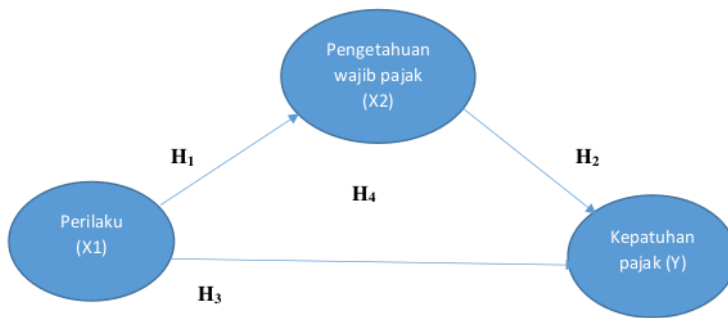 Pengetahuan
wajib pajak
(X2)
H₁
H₂
H₄
Perilaku
(X1)
Kepatuhan
pajak (Y)
H₃